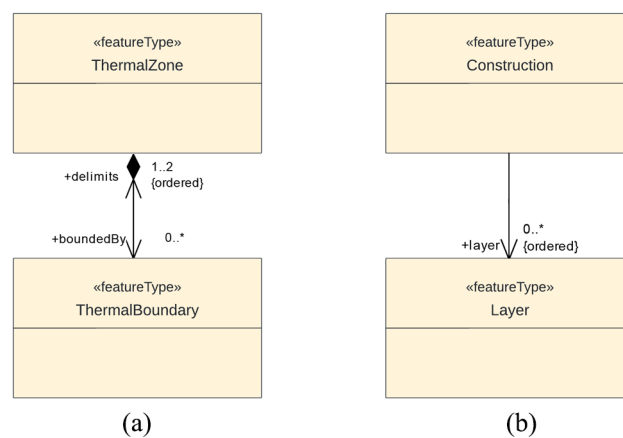 «featureType»
ThermalZone
+delimits
1..2
{ordered}
+boundedBy
0..*
«featureType»
ThermalBoundary
(a)
«featureType»
Construction
0..*
+layer
{ordered}
«featureType»
Layer
(b)